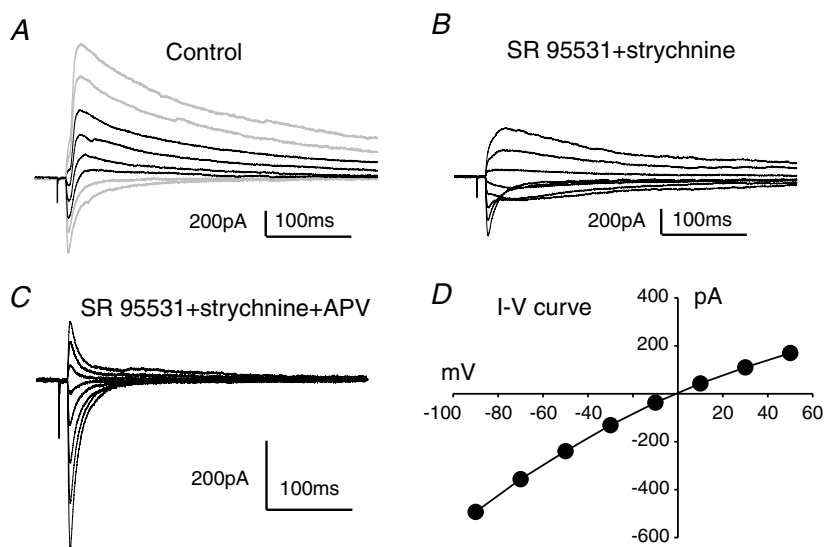 A
Control
200pA
100ms
B
SR 95531+strychnine
200pA
100ms
C
SR 95531+strychnine+APV
200pA
100ms
D
I-V curve
pA
mV
400
200
-100 -80 -60 -40 -20 20 40 60
-200
-400
-600